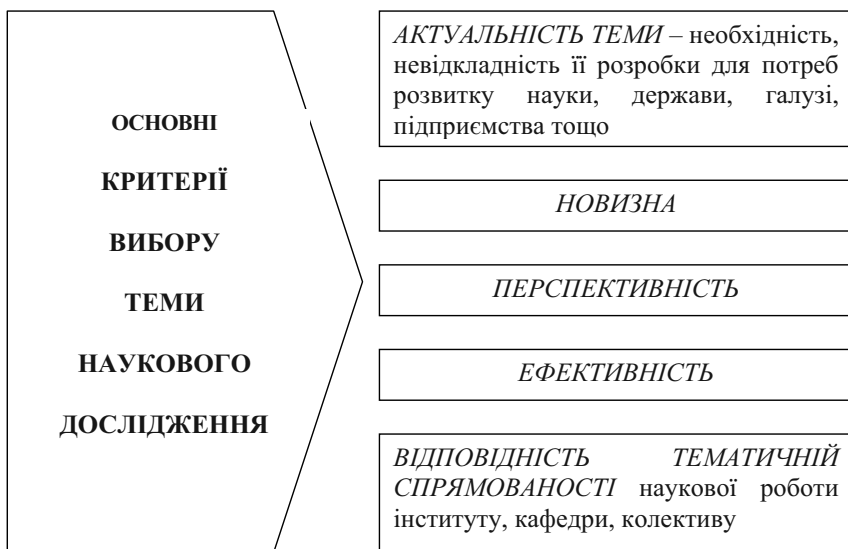 ОСНОВНІ
КРИТЕРІЇ
ВИБОРУ
ТЕМИ
НАУКОВОГО
ДОСЛІДЖЕННЯ
АКТУАЛЬНІСТЬ ТЕМИ – необхідність,
невідкладність її розробки для потреб
розвитку науки, держави, галузі,
підприємства тощо
НОВИЗНА
ПЕРСПЕКТИВНІСТЬ
ЕФЕКТИВНІСТЬ
ВІДПОВІДНІСТЬ ТЕМАТИЧНІЙ
СПРЯМОВАНОСТІ наукової роботи
інституту, кафедри, колективу